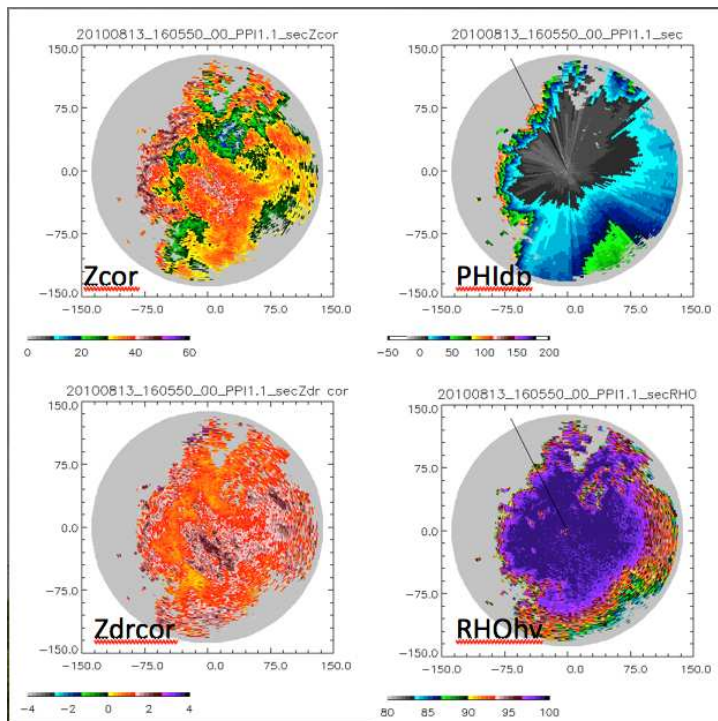 20100813_160550_00_PPI1.1_secZcor
150.0
75.0
0.0
-75.0
-150.0
-150.0 -75.0 0.0 75.0 150.0
Zcor
0 10 20 30 40 50 60
20100813_160550_00_PPI1.1_sec
150.0
75.0
0.0
-75.0
-150.0
-150.0 -75.0 0.0 75.0 150.0
PHIdp
-50 0 50 100 150 200
20100813_160550_00_PPI1.1_secZdr cor
150.0
75.0
0.0
-75.0
-150.0
-150.0 -75.0 0.0 75.0 150.0
Zdrcor
-4 -2 0 2 4
20100813_160550_00_PPI1.1_secRHO
150.0
75.0
0.0
-75.0
-150.0
-150.0 -75.0 0.0 75.0 150.0
RHOhv
80 85 90 95 100